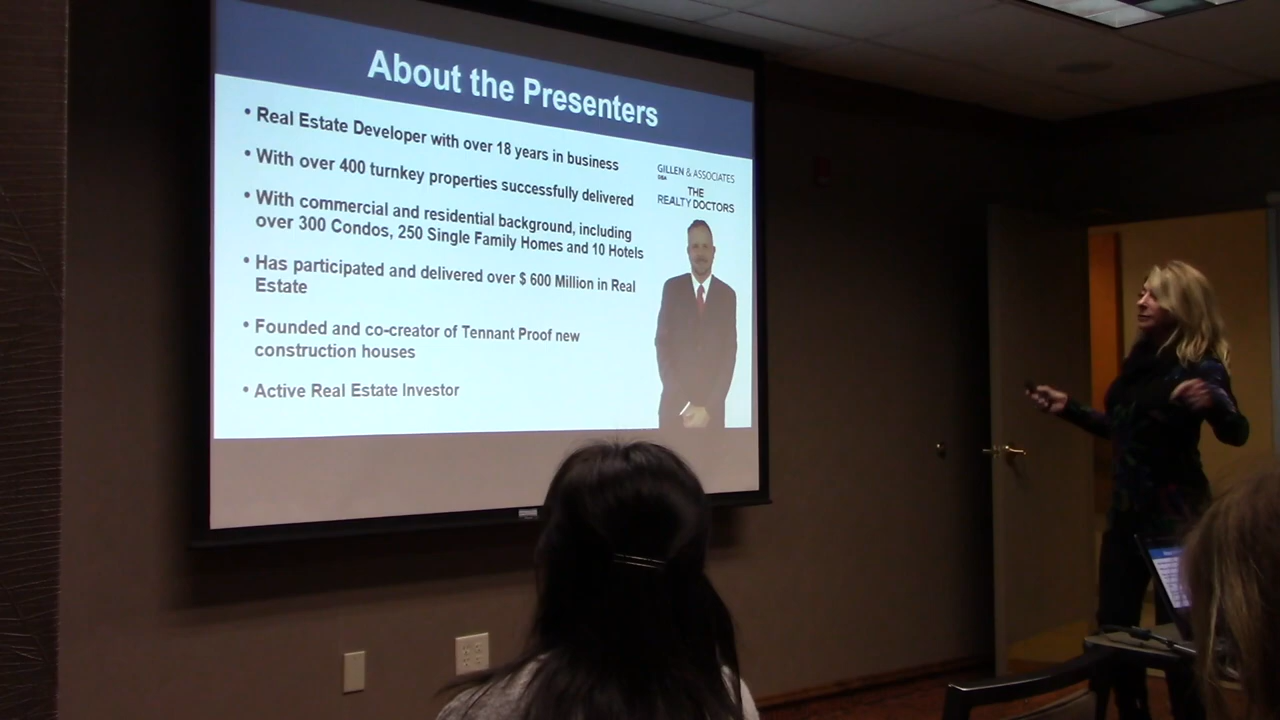 About the Presenters
• Real Estate Developer with over 18 years in business
• With over 400 turnkey properties successfully delivered
• With commercial and residential background, including
over 300 Condos, 250 Single Family Homes and 10 Hotels
• Has participated and delivered over $ 600 Million in Real
Estate
• Founded and co-creator of Tennant Proof new
construction houses
• Active Real Estate Investor
GILLEN & ASSOCIATES
DBA
THE
REALTY DOCTORS